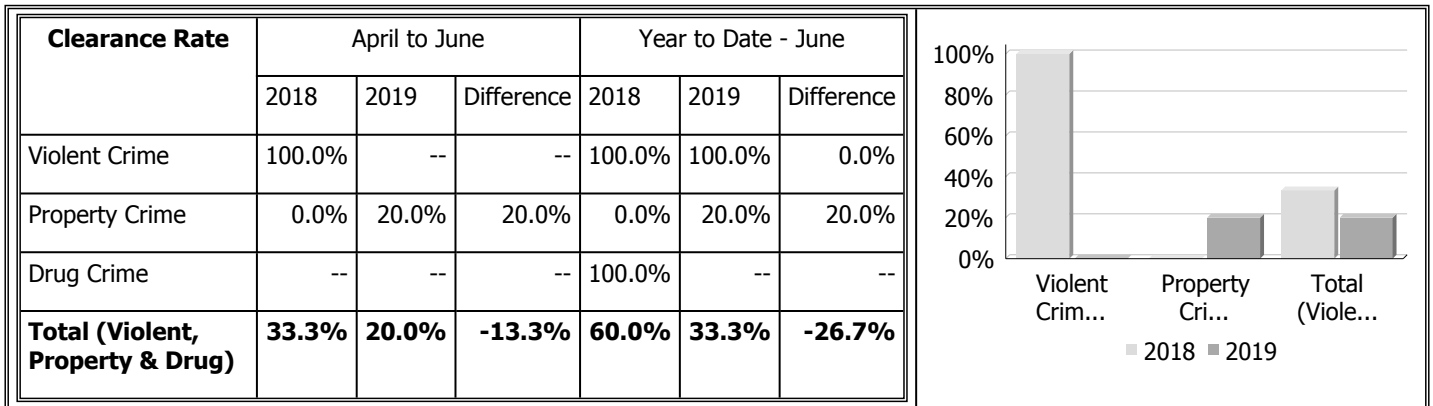 Clearance Rate April to June Year to Date - June
2018 2019 Difference 2018 2019 Difference
Violent Crime 100.0% -- -- 100.0% 100.0% 0.0%
Property Crime 0.0% 20.0% 20.0% 0.0% 20.0% 20.0%
Drug Crime -- -- -- 100.0% -- --
Total (Violent,
Property & Drug) 33.3% 20.0% -13.3% 60.0% 33.3% -26.7%
100%
80%
60%
40%
20%
0%
Violent Property Total
Crim... Cri... (Viole...
2018 2019